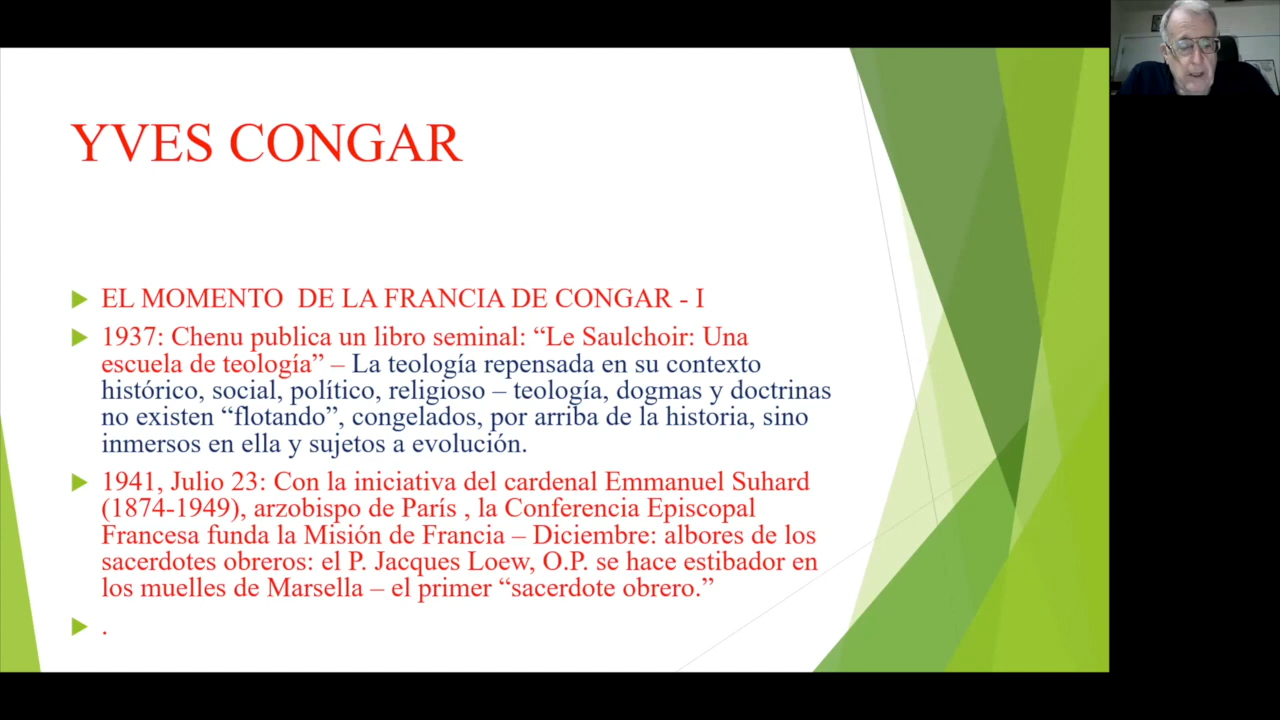 YVES CONGAR
EL MOMENTO DE LA FRANCIA DE CONGAR - I
1937: Chenu publica un libro seminal: “Le Saulchoir: Una
escuela de teología” – La teología repensada en su contexto
histórico, social, político, religioso – teología, dogmas y doctrinas
no existen “flotando”, congelados, por arriba de la historia, sino
inmersos en ella y sujetos a evolución.
1941, Julio 23: Con la iniciativa del cardenal Emmanuel Suhard
(1874-1949), arzobispo de París , la Conferencia Episcopal
Francesa funda la Misión de Francia – Diciembre: albores de los
sacerdotes obreros: el P. Jacques Loew, O.P. se hace estibador en
los muelles de Marsella – el primer “sacerdote obrero.”
.